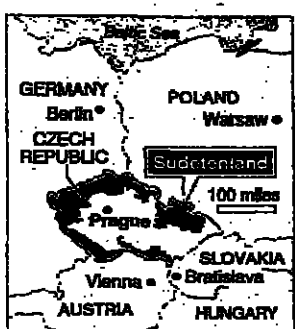 Baltic Sea
GERMANY
Berlin
POLAND
Warsaw
CZECH
REPUBLIC
Sudetenland
100 miles
Prague
SLOVAKIA
Vienna
Bratislava
AUSTRIA
HUNGARY